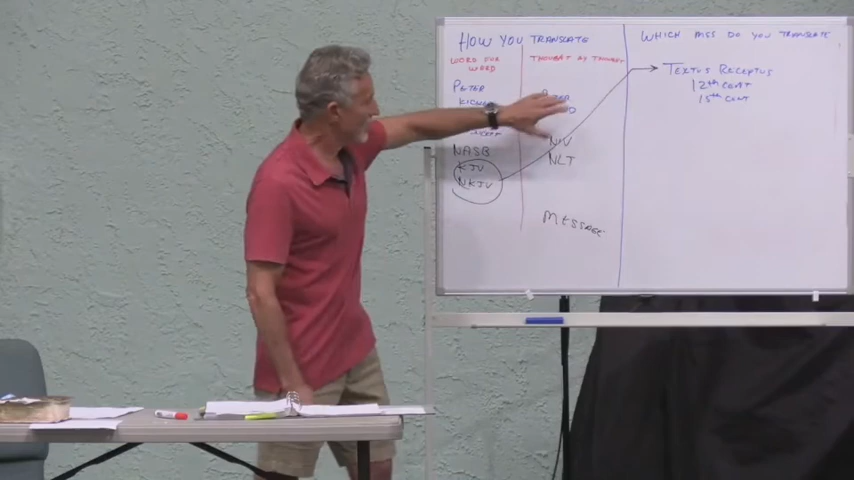 HOW YOU TRANSLATE
WORD FOR
WORD
PETER
NASB
KJV
NKJV
THOUGHT AS THOUGHT
NIV
NLT
MESSAGE
WHICH MSS DO YOU TRANSLATE
TEXTUS RECEPTUS
12th CENT
15th CENT